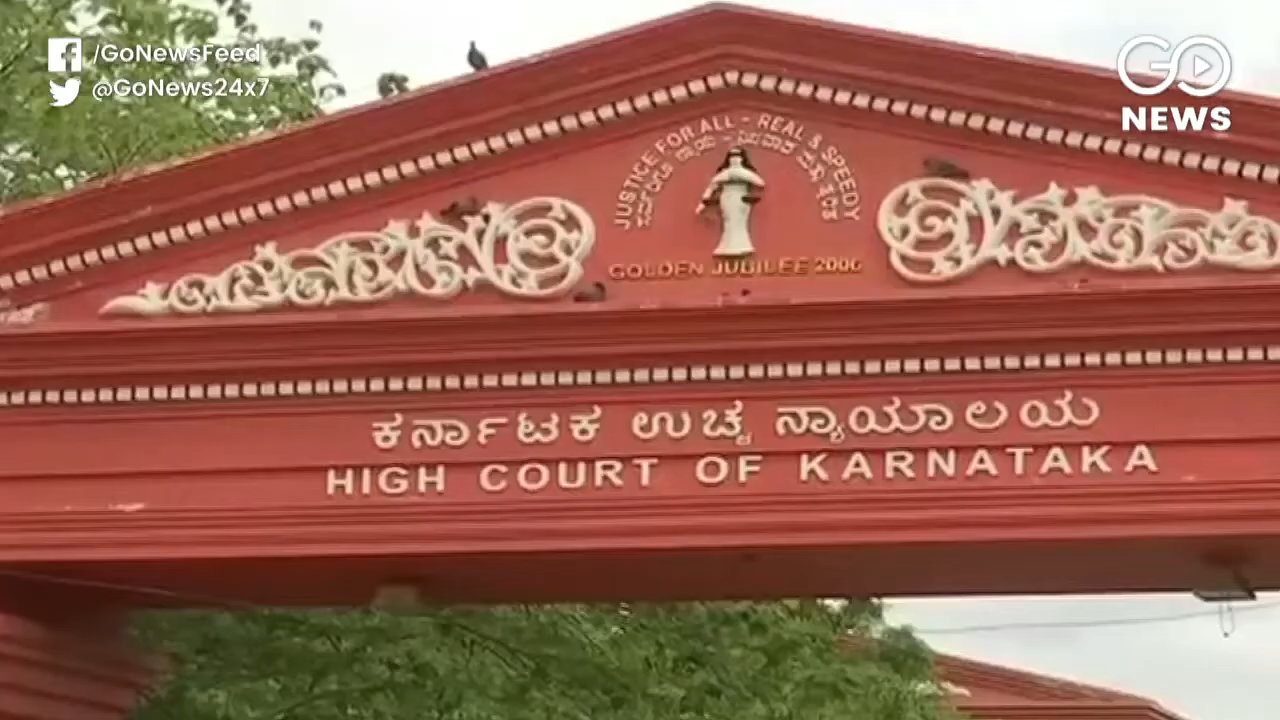 /GoNewsFeed
@GoNews24x7
GO
NEWS
JUSTICE FOR ALL - REAL & SPEEDY
GOLDEN JUBILEE 2006
ಕರ್ನಾಟಕ ಉಚ್ಚ ನ್ಯಾಯಾಲಯ
HIGH COURT OF KARNATAKA